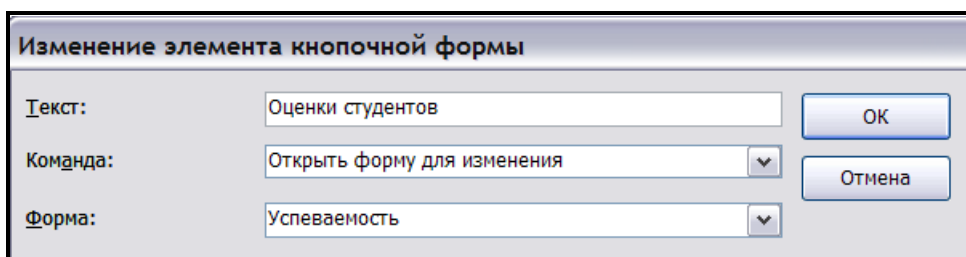 Изменение элемента кнопочной формы
Текст: Оценки студентов ОК
Команда: Открыть форму для изменения Отмена
Форма: Успеваемость